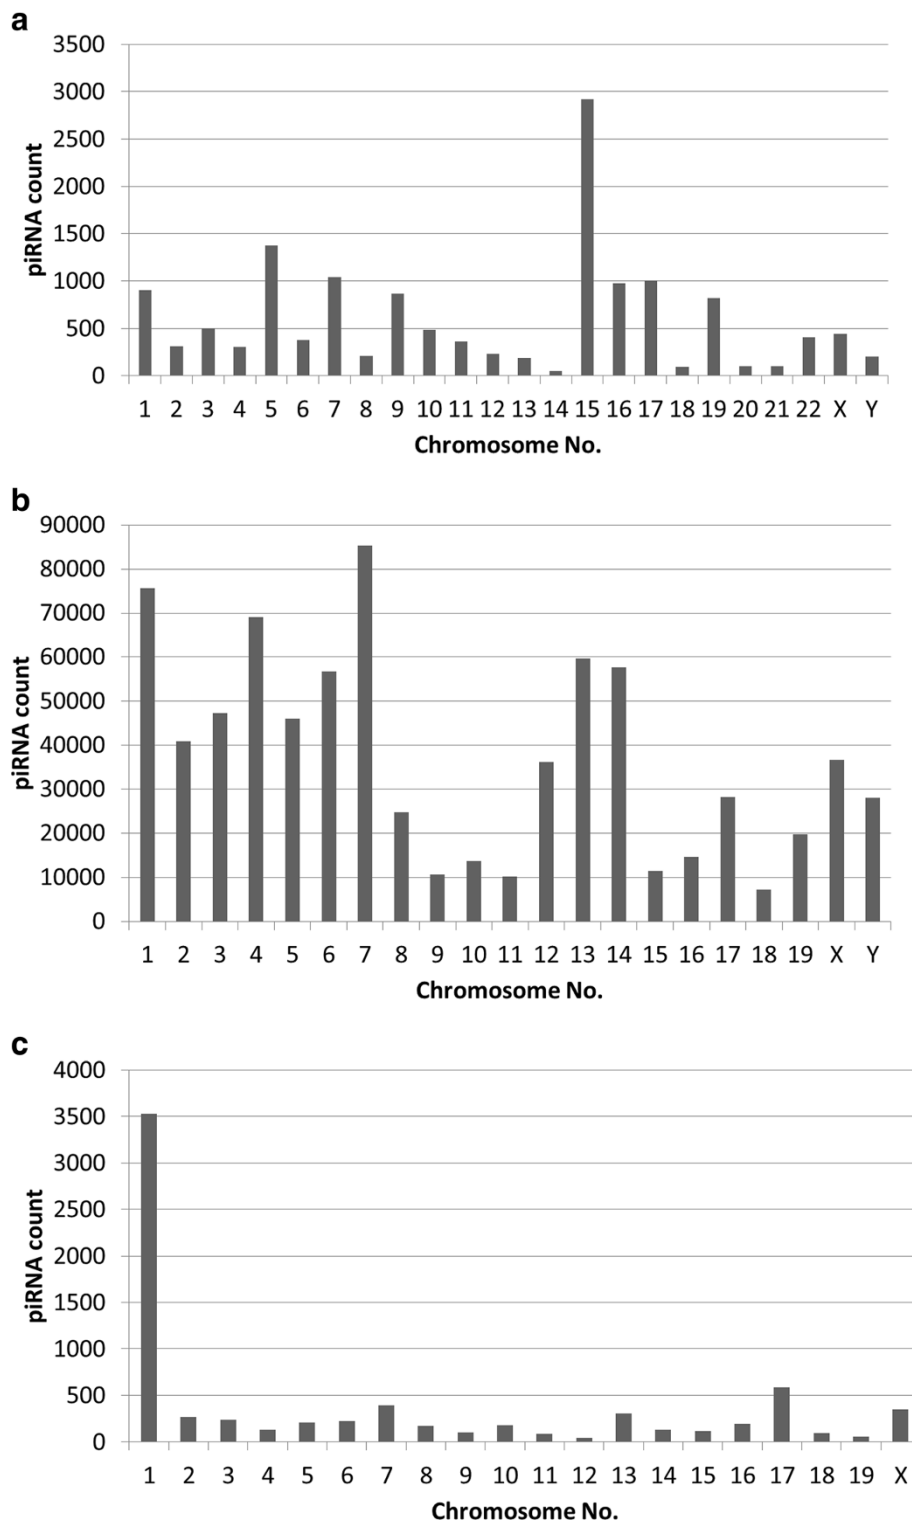 a
3500
3000
2500
2000
1500
1000
500
0
piRNA count
1 2 3 4 5 6 7 8 9 10 11 12 13 14 15 16 17 18 19 20 21 22 X Y
Chromosome No.
b
90000
80000
70000
60000
50000
40000
30000
20000
10000
0
piRNA count
1 2 3 4 5 6 7 8 9 10 11 12 13 14 15 16 17 18 19 X Y
Chromosome No.
c
4000
3500
3000
2500
2000
1500
1000
500
0
piRNA count
1 2 3 4 5 6 7 8 9 10 11 12 13 14 15 16 17 18 19 X
Chromosome No.